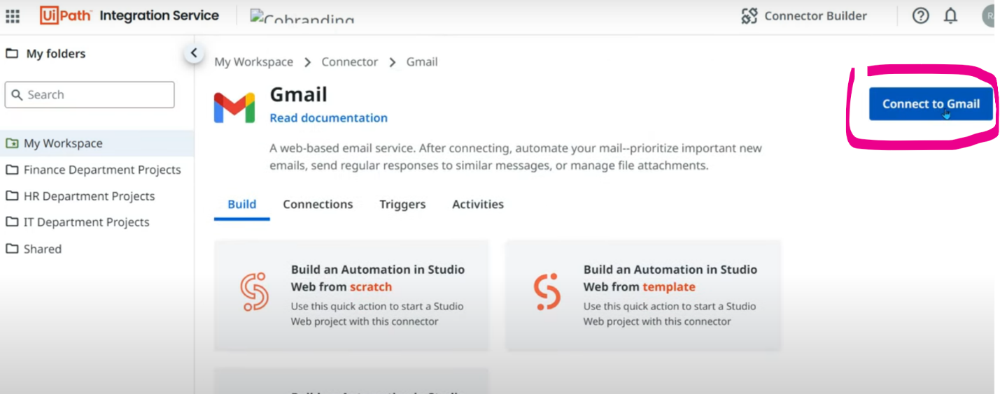 UiPath Integration Service
Cobranding
Connector Builder
My folders
My Workspace > Connector > Gmail
Search
Gmail
Read documentation
Connect to Gmail
My Workspace
Finance Department Projects
HR Department Projects
IT Department Projects
Shared
A web-based email service. After connecting, automate your mail--prioritize important new
emails, send regular responses to similar messages, or manage file attachments.
Build Connections Triggers Activities
Build an Automation in Studio
Web from scratch
Use this quick action to start a Studio
Web project with this connector
Build an Automation in Studio
Web from template
Use this quick action to start a Studio
Web project with this connector